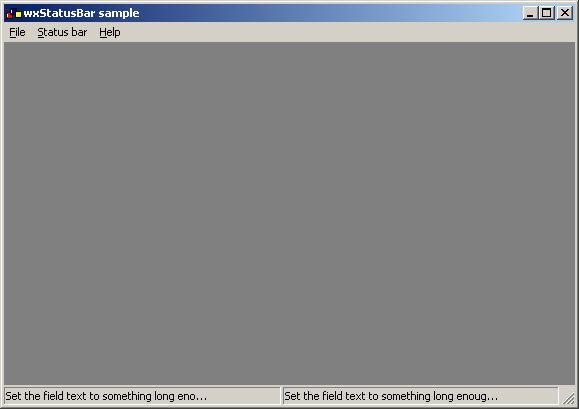 wxStatusBar sample
File Status bar Help
Set the field text to something long eno... Set the field text to something long enoug...